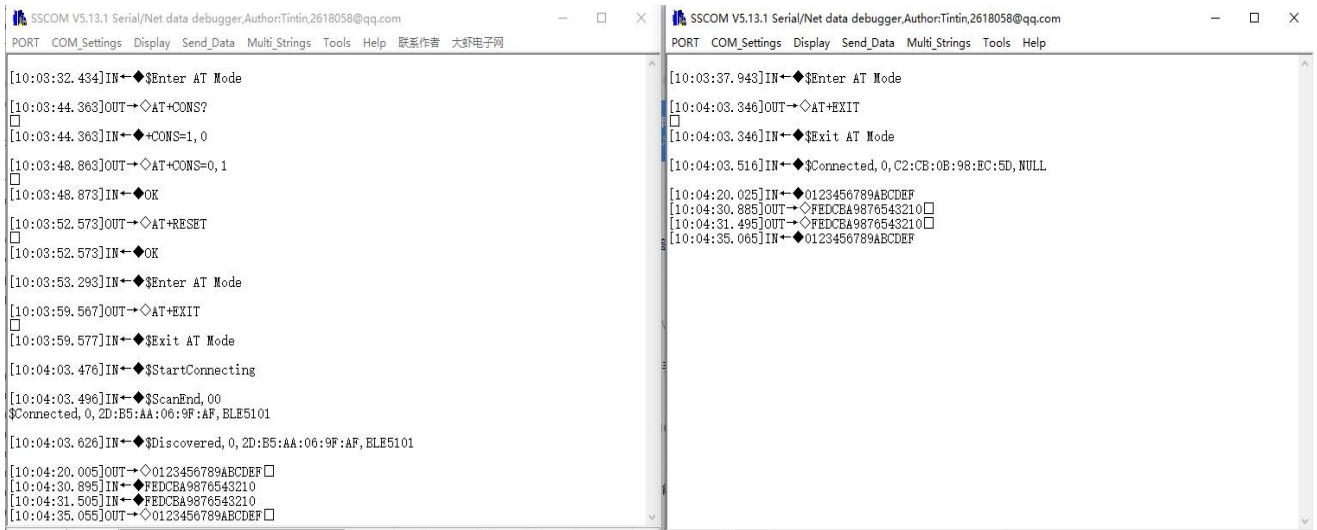 SSCOM V5.13.1 Serial/Net data debugger,Author:Tintin,2618058@qq.com
PORT COM_Settings Display Send_Data Multi_Strings Tools Help 联系作者 大虾电子网
[10:03:32.434]IN←◆$Enter AT Mode
[10:03:44.363]OUT→◇AT+CONS?
□
[10:03:44.363]IN←◆+CONS=1,0
[10:03:48.863]OUT→◇AT+CONS=0,1
□
[10:03:48.873]IN←◆OK
[10:03:52.573]OUT→◇AT+RESET
□
[10:03:52.573]IN←◆OK
[10:03:53.293]IN←◆$Enter AT Mode
[10:03:59.567]OUT→◇AT+EXIT
□
[10:03:59.577]IN←◆$Exit AT Mode
[10:04:03.476]IN←◆$StartConnecting
[10:04:03.496]IN←◆$ScanEnd,00
$Connected,0,2D:B5:AA:06:9F:AF,BLE5101
[10:04:03.626]IN←◆$Discovered,0,2D:B5:AA:06:9F:AF,BLE5101
[10:04:20.005]OUT→◇0123456789ABCDEF□
[10:04:30.895]IN←◆FEDCBA9876543210
[10:04:31.505]IN←◆FEDCBA9876543210
[10:04:35.055]OUT→◇0123456789ABCDEF□
SSCOM V5.13.1 Serial/Net data debugger,Author:Tintin,2618058@qq.com
PORT COM_Settings Display Send_Data Multi_Strings Tools Help
[10:03:37.943]IN←◆$Enter AT Mode
[10:04:03.346]OUT→◇AT+EXIT
□
[10:04:03.346]IN←◆$Exit AT Mode
[10:04:03.516]IN←◆$Connected,0,C2:CB:0B:98:EC:5D,NULL
[10:04:20.025]IN←◆0123456789ABCDEF
[10:04:30.885]OUT→◇FEDCBA9876543210□
[10:04:31.495]OUT→◇FEDCBA9876543210□
[10:04:35.065]IN←◆0123456789ABCDEF